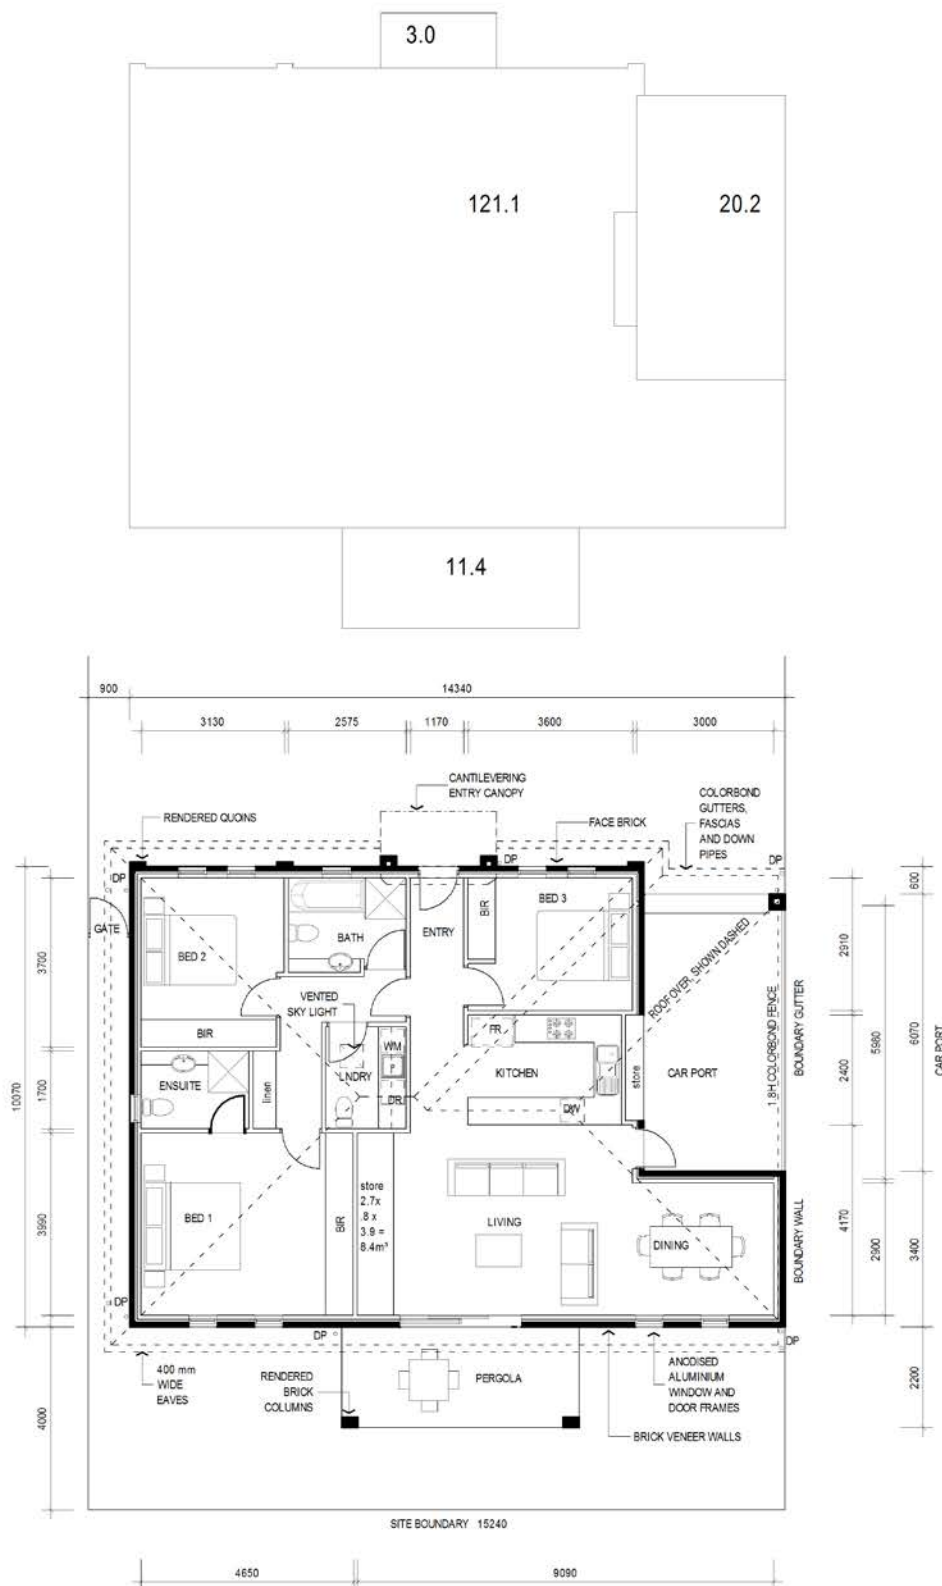 3.0
121.1
20.2
11.4
900
14340
3130
2575
1170
3600
3000
CANTILEVERING
ENTRY CANOPY
COLORBOND
GUTTERS,
FASCIAS
AND DOWN
PIPES
RENDERED QUOINS
FACE BRICK
DP
DP
DP
600
GATE
BED 2
BATH
ENTRY
BIR
BED 3
ROOF OVER SHOWN DASHED
1.8H COLORBOND FENCE
BOUNDARY GUTTER
CAR PORT
3700
2910
5980
6070
VENTED
SKY LIGHT
BIR
WM
FR
KITCHEN
store
CAR PORT
ENSUITE
linen
LNDRY
DR
DW
10070
1700
2400
BED 1
BIR
store
2.7x
.8 x
3.9 =
8.4m³
LIVING
DINING
BOUNDARY WALL
3990
4170
2900
3400
DP
DP
DP
400 mm
WIDE
EAVES
RENDERED
BRICK
COLUMNS
PERGOLA
ANODISED
ALUMINIUM
WINDOW AND
DOOR FRAMES
BRICK VENEER WALLS
4000
2200
SITE BOUNDARY 15240
4650
9090